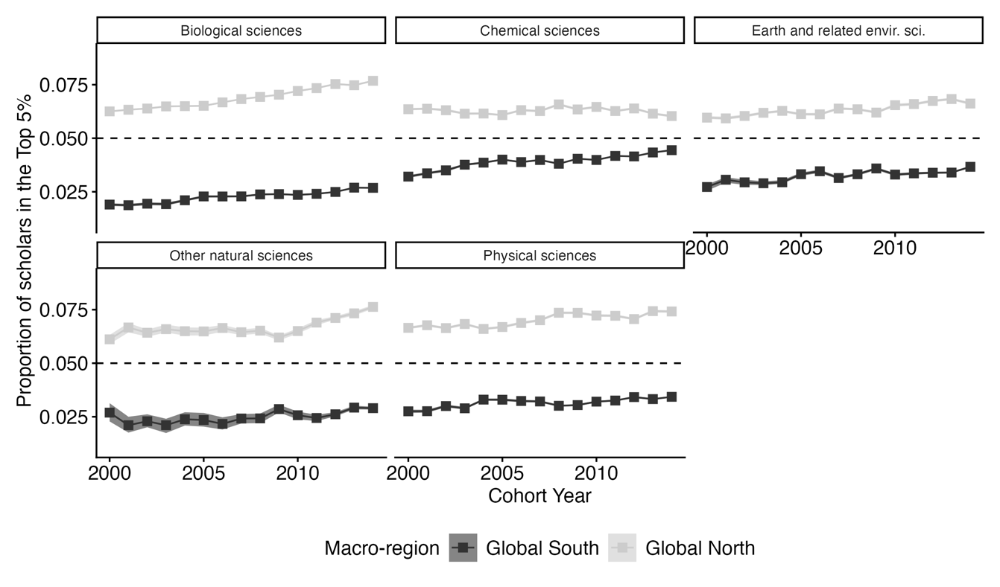 Biological sciences
Chemical sciences
Earth and related envir. sci.
Proportion of scholars in the Top 5%
0.075
0.050
0.025
2000 2005 2010
Other natural sciences
Physical sciences
0.075
0.050
0.025
2000 2005 2010
2000 2005 2010
Cohort Year
Macro-region Global South Global North